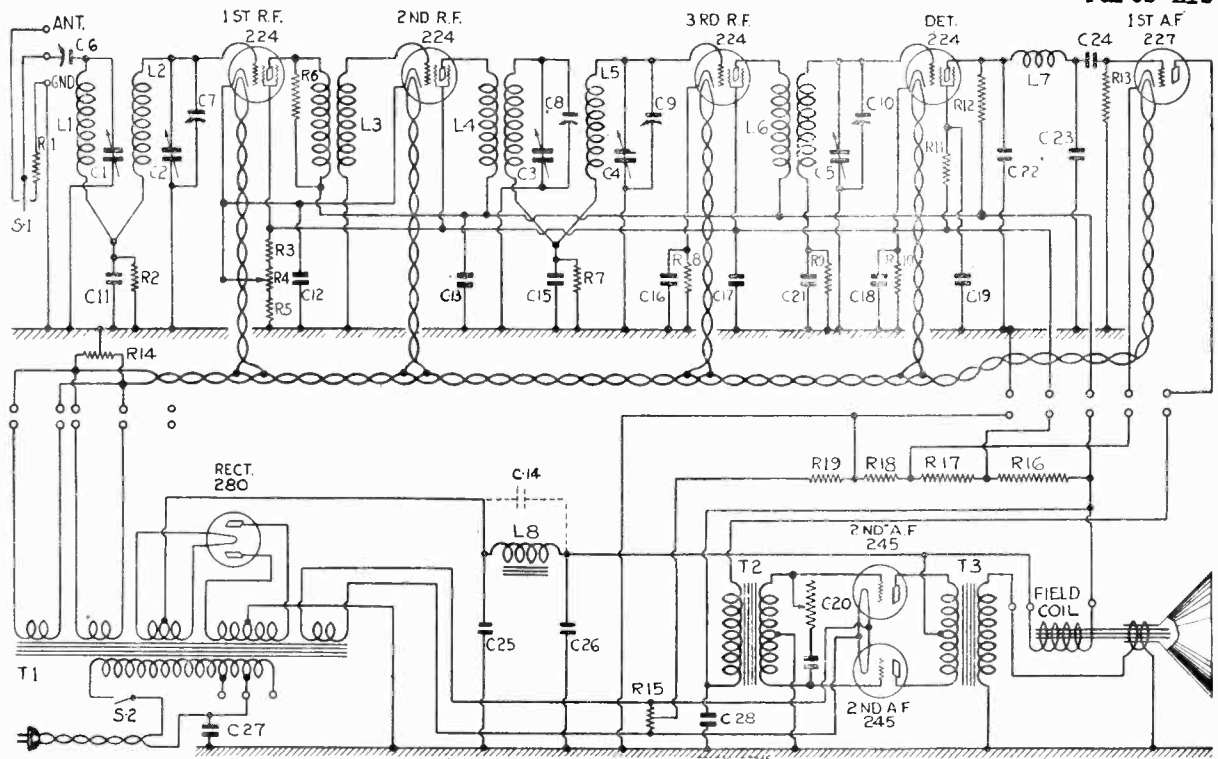 ANT.
C6
GND
L1
R1
S·1
C1
L2
C2
C7
C11
R2
1ST R.F.
224
R6
R3
R4
R5
C12
L3
2ND R.F.
224
L4
C13
C3
C8
L5
C15
R7
C4
C9
3RD R.F.
224
C16
C17
L6
C5
C10
C21
R9
C18
DET.
224
R12
R11
C19
L7
C22
C23
C24
R13
1ST A.F
227
R14
RECT.
280
C·14
L8
C25
C26
T1
S·2
C27
R15
R19
R18
R17
R16
2ND A.F
245
T2
C20
T3
2ND A F
245
C28
FIELD
COIL